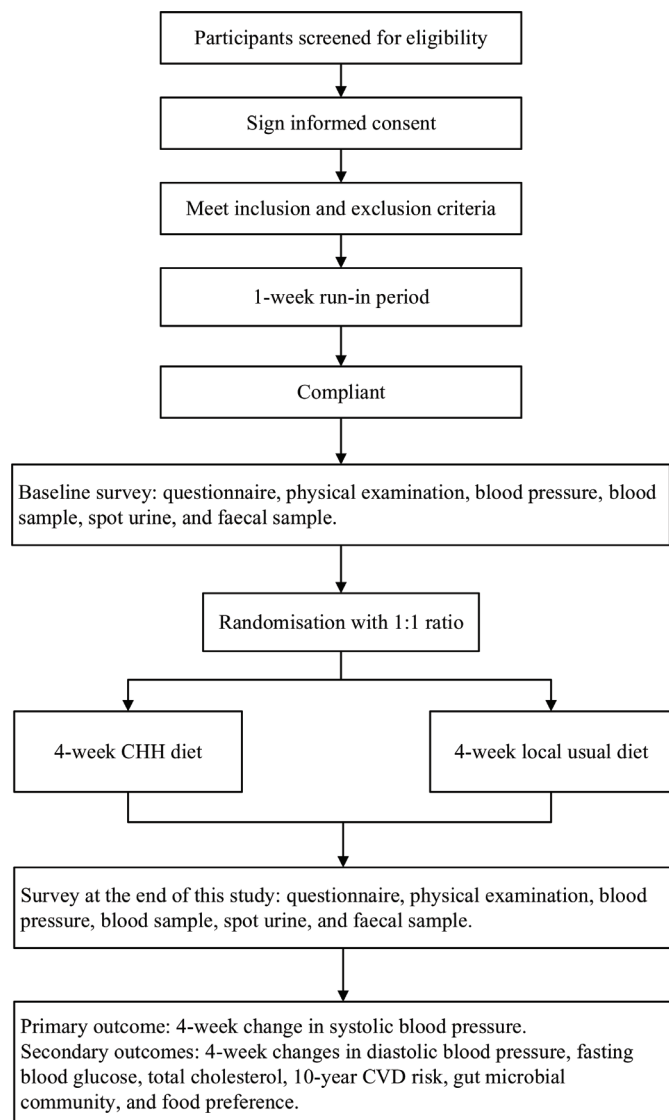 Participants screened for eligibility
Sign informed consent
Meet inclusion and exclusion criteria
1-week run-in period
Compliant
Baseline survey: questionnaire, physical examination, blood pressure, blood
sample, spot urine, and faecal sample.
Randomisation with 1:1 ratio
4-week CHH diet
4-week local usual diet
Survey at the end of this study: questionnaire, physical examination, blood
pressure, blood sample, spot urine, and faecal sample.
Primary outcome: 4-week change in systolic blood pressure.
Secondary outcomes: 4-week changes in diastolic blood pressure, fasting
blood glucose, total cholesterol, 10-year CVD risk, gut microbial
community, and food preference.